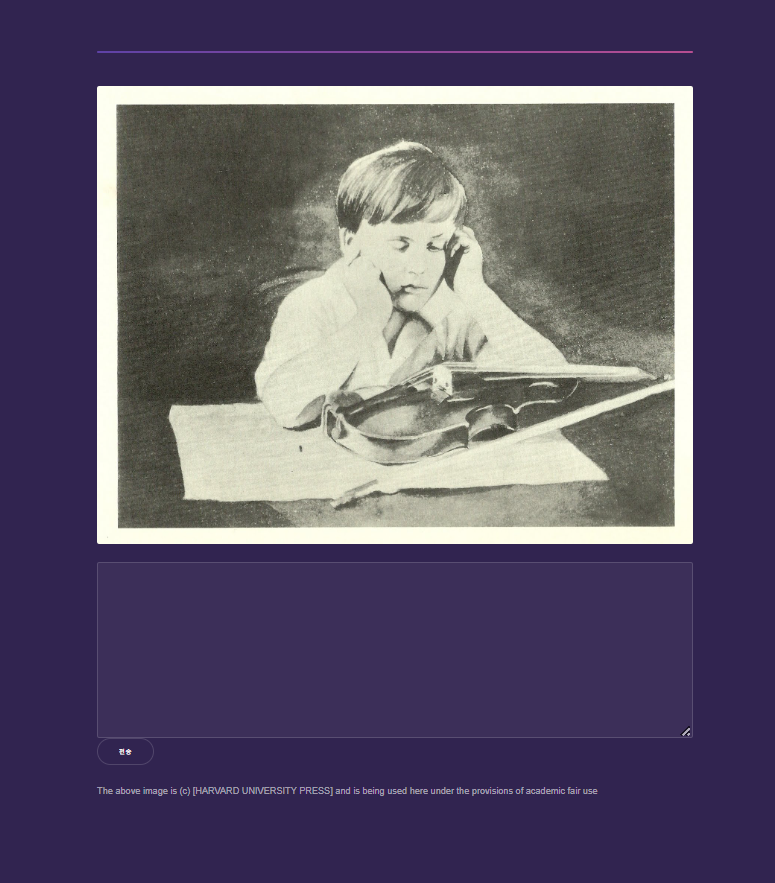 전송
The above image is (c) [HARVARD UNIVERSITY PRESS] and is being used here under the provisions of academic fair use